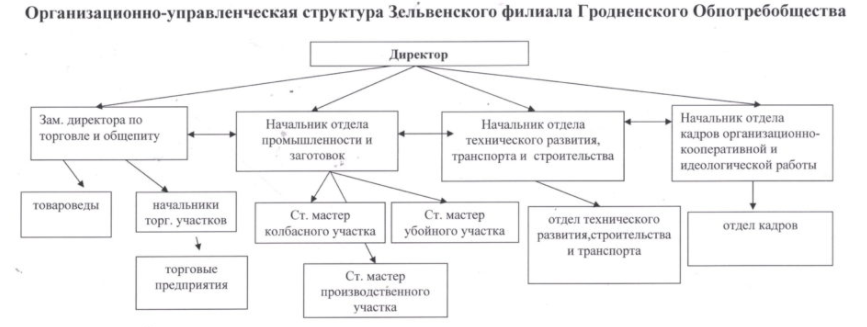 Организационно-управленческая структура Зельвенского филиала Гродненского Обпотребобщества
Директор
Зам. директора по
торговле и общепиту
Начальник отдела
промышленности и
заготовок
Начальник отдела
технического развития,
транспорта и строительства
Начальник отдела
кадров организационно-
кооперативной и
идеологической работы
товароведы
начальники
торг. участков
Ст. мастер
колбасного участка
Ст. мастер
убойного участка
отдел технического
развития,строительства
и транспорта
отдел кадров
торговые
предприятия
Ст. мастер
производственного
участка